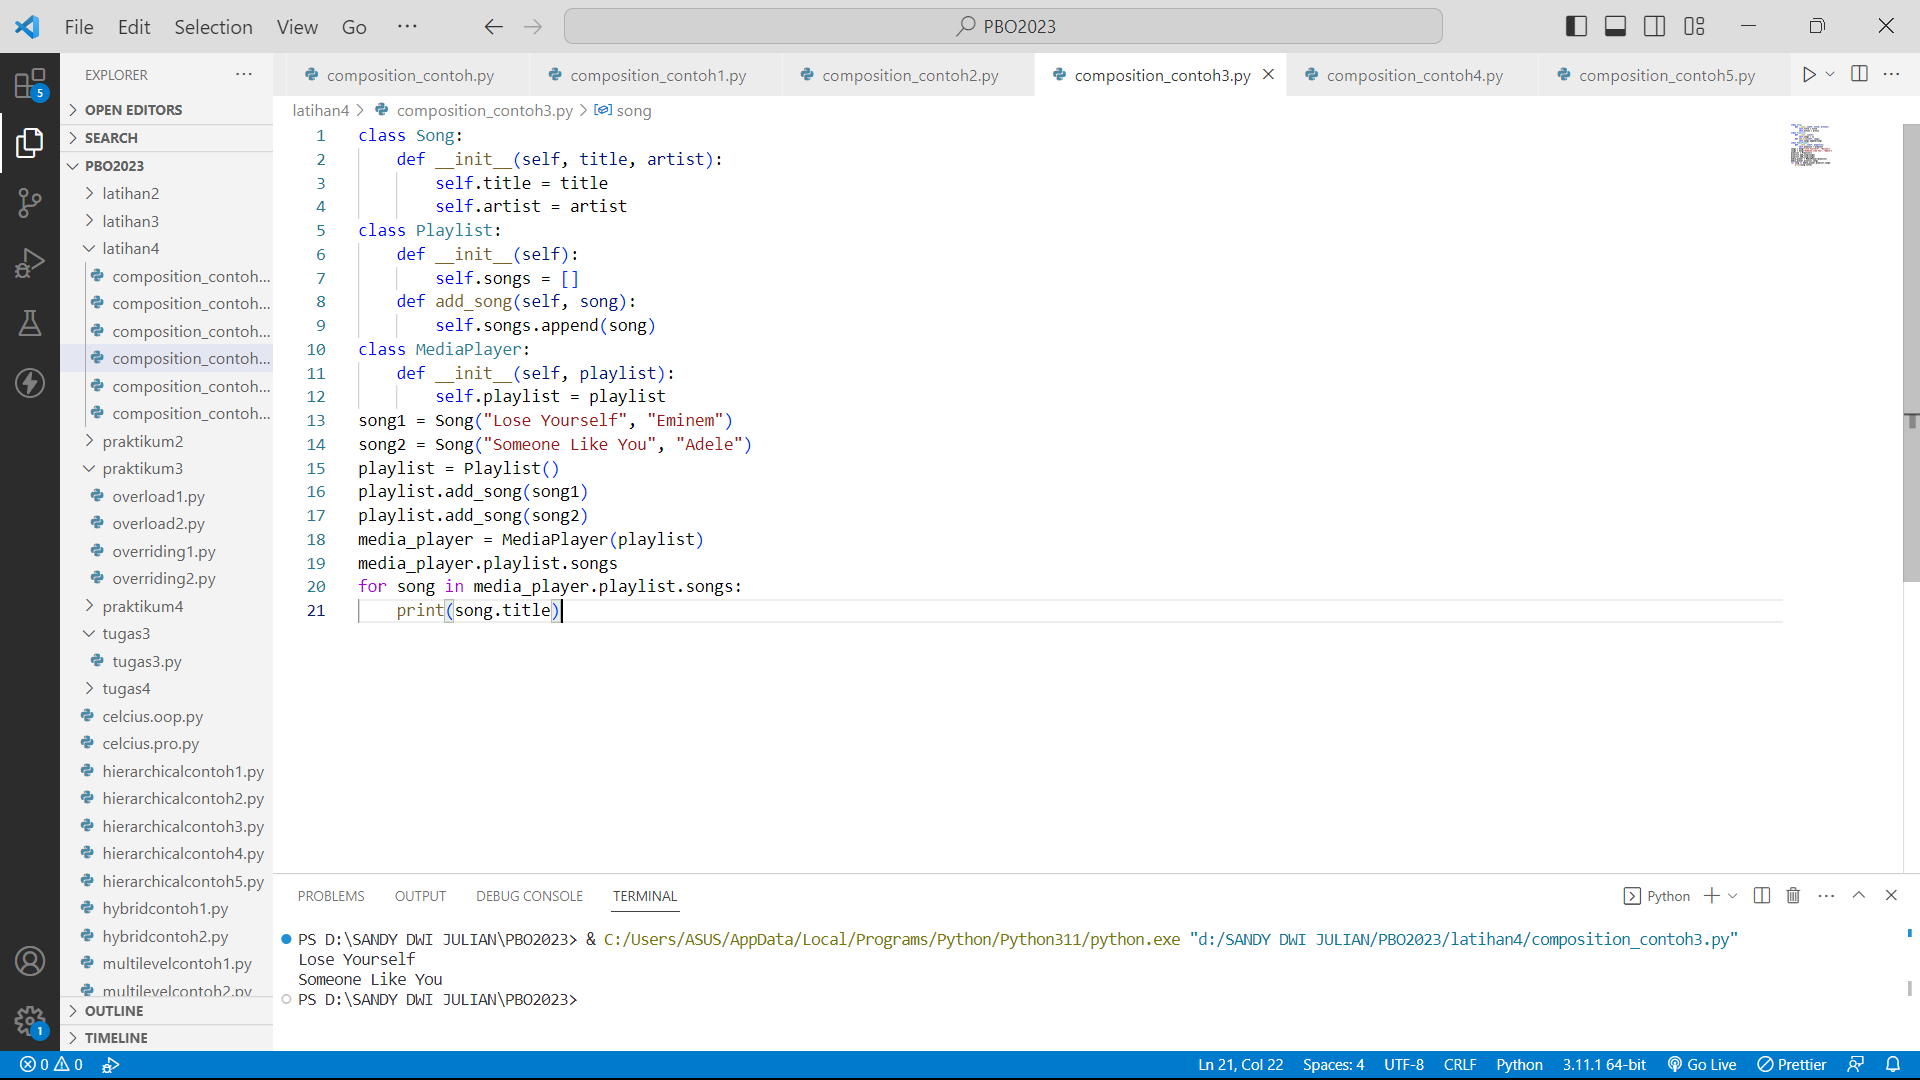 File Edit Selection View Go ··· PBO2023
EXPLORER ···
OPEN EDITORS
SEARCH
PBO2023
latihan2
latihan3
latihan4
composition_contoh...
composition_contoh...
composition_contoh...
composition_contoh...
composition_contoh...
composition_contoh...
praktikum2
praktikum3
overload1.py
overload2.py
overriding1.py
overriding2.py
praktikum4
tugas3
tugas3.py
tugas4
celcius.oop.py
celcius.pro.py
hierarchicalcontoh1.py
hierarchicalcontoh2.py
hierarchicalcontoh3.py
hierarchicalcontoh4.py
hierarchicalcontoh5.py
hybridcontoh1.py
hybridcontoh2.py
multilevelcontoh1.py
multilevelcontoh2.py
OUTLINE
TIMELINE
5
1
composition_contoh.py composition_contoh1.py composition_contoh2.py composition_contoh3.py composition_contoh4.py composition_contoh5.py
latihan4 > composition_contoh3.py > song
1 class Song:
2 def __init__(self, title, artist):
3 self.title = title
4 self.artist = artist
5 class Playlist:
6 def __init__(self):
7 self.songs = []
8 def add_song(self, song):
9 self.songs.append(song)
10 class MediaPlayer:
11 def __init__(self, playlist):
12 self.playlist = playlist
13 song1 = Song("Lose Yourself", "Eminem")
14 song2 = Song("Someone Like You", "Adele")
15 playlist = Playlist()
16 playlist.add_song(song1)
17 playlist.add_song(song2)
18 media_player = MediaPlayer(playlist)
19 media_player.playlist.songs
20 for song in media_player.playlist.songs:
21 print(song.title)
PROBLEMS OUTPUT DEBUG CONSOLE TERMINAL Python
PS D:\SANDY DWI JULIAN\PBO2023> & C:/Users/ASUS/AppData/Local/Programs/Python/Python311/python.exe "d:/SANDY DWI JULIAN/PBO2023/latihan4/composition_contoh3.py"
Lose Yourself
Someone Like You
PS D:\SANDY DWI JULIAN\PBO2023>
0 0 Ln 21, Col 22 Spaces: 4 UTF-8 CRLF Python 3.11.1 64-bit Go Live Prettier